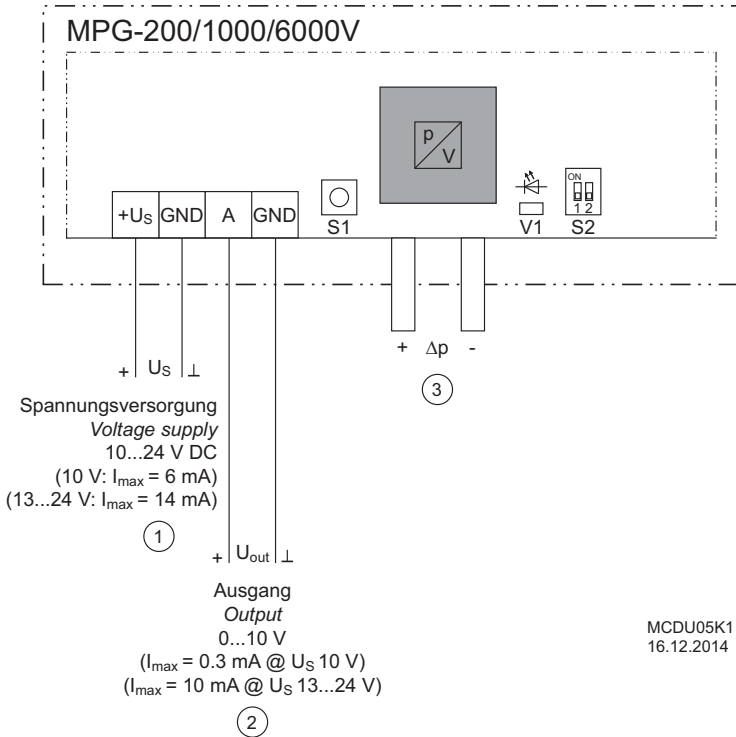 MPG-200/1000/6000V
p
V
ON
1 2
+US GND A GND
S1
V1
S2
+ US ⊥
+ Δp -
3
Spannungsversorgung
Voltage supply
10...24 V DC
(10 V: Imax = 6 mA)
(13...24 V: Imax = 14 mA)
1
+ Uout ⊥
Ausgang
Output
0...10 V
(Imax = 0.3 mA @ US 10 V)
(Imax = 10 mA @ US 13...24 V)
2
MCDU05K1
16.12.2014